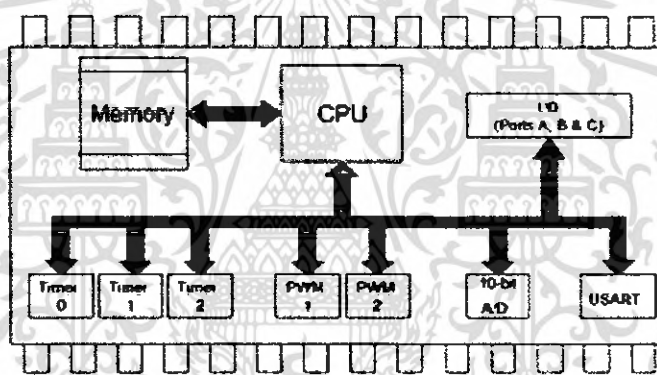 Memory
CPU
I/O
(Ports A, B & C)
Timer
0
Timer
1
Timer
2
PWM
1
PWM
2
10-bit
A/D
USART